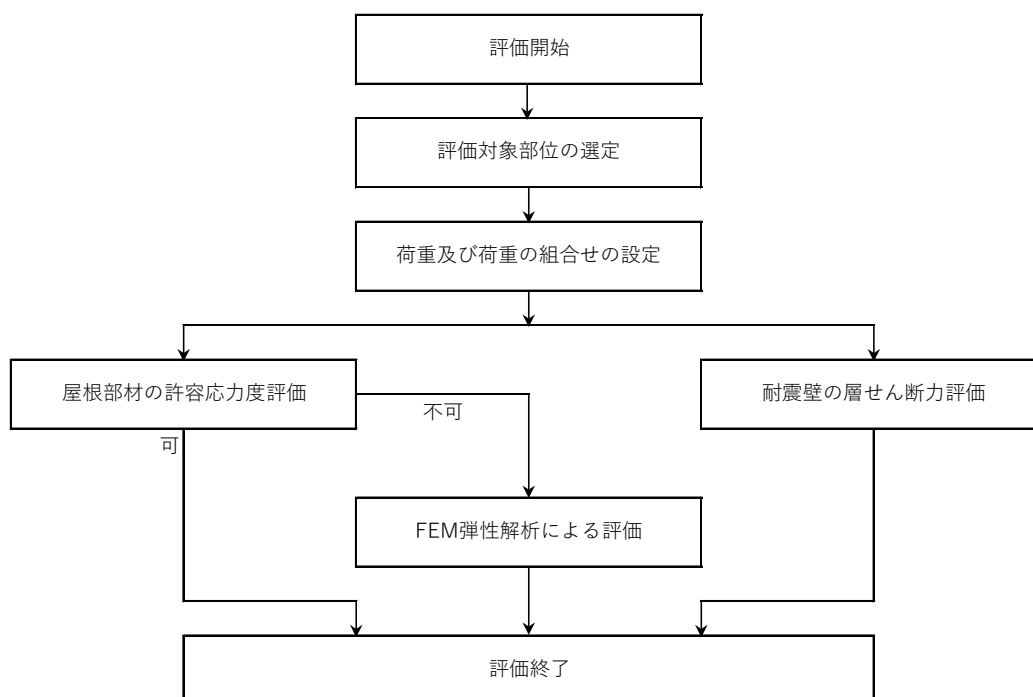 評価開始
評価対象部位の選定
荷重及び荷重の組合せの設定
屋根部材の許容応力度評価
耐震壁の層せん断力評価
不可
可
FEM弾性解析による評価
評価終了